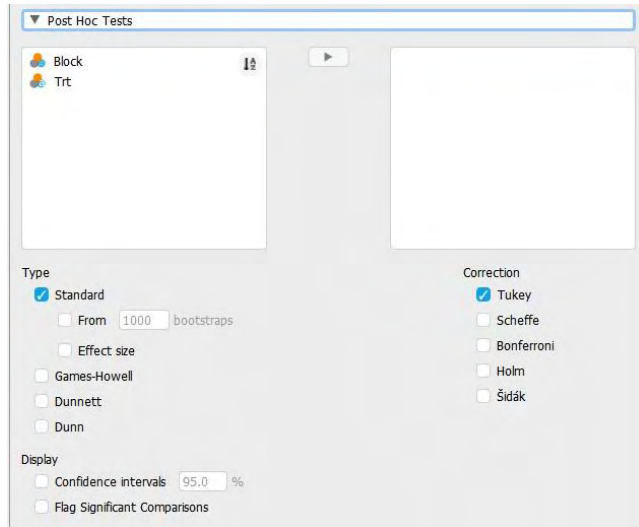 Post Hoc Tests
Block
Trt
Type
Standard
From 1000 bootstraps
Effect size
Games-Howell
Dunnett
Dunn
Correction
Tukey
Scheffe
Bonferroni
Holm
Šidák
Display
Confidence intervals 95.0 %
Flag Significant Comparisons